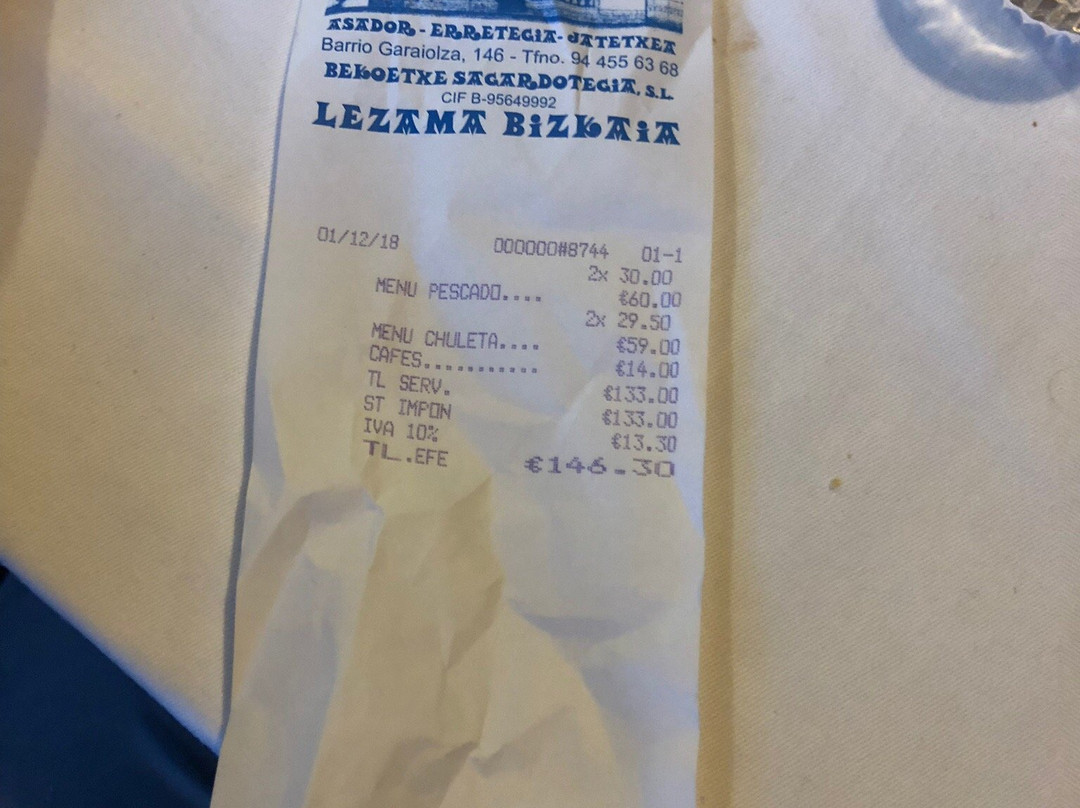 ASADOR - ERRETEGIA - JATETXEA
Barrio Garaiolza, 146 - Tfno. 94 455 63 68
BEKOETXE SAGARDOTEGIA, S.L.
CIF B-95649992
LEZAMA BIZKAIA
01/12/18 000000#8744 01-1
2x 30.00
MENU PESCADO.... €60.00
2x 29.50
MENU CHULETA.... €59.00
CAFES........... €14.00
TL SERV. €133.00
ST IMPON €133.00
IVA 10% €13.30
TL.EFE €146.30